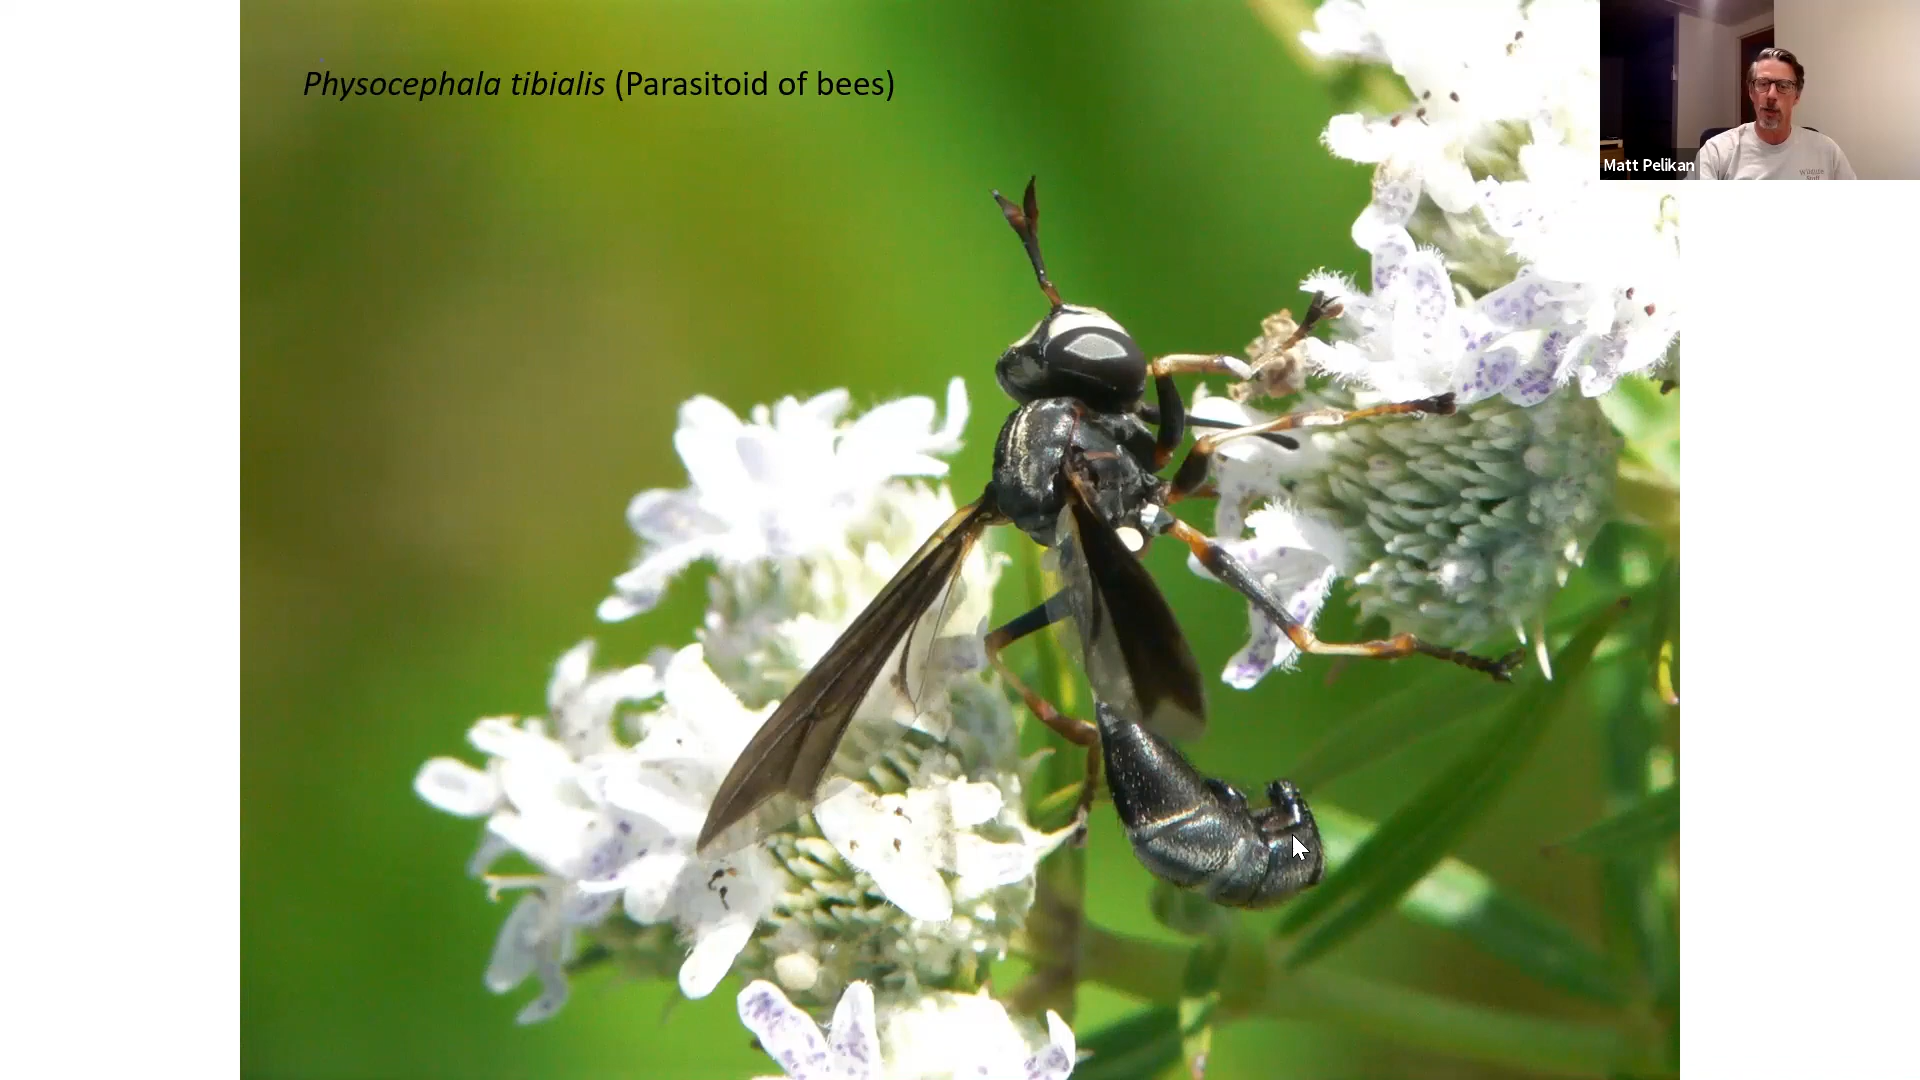 Physocephala tibialis (Parasitoid of bees)
Matt Pelikan